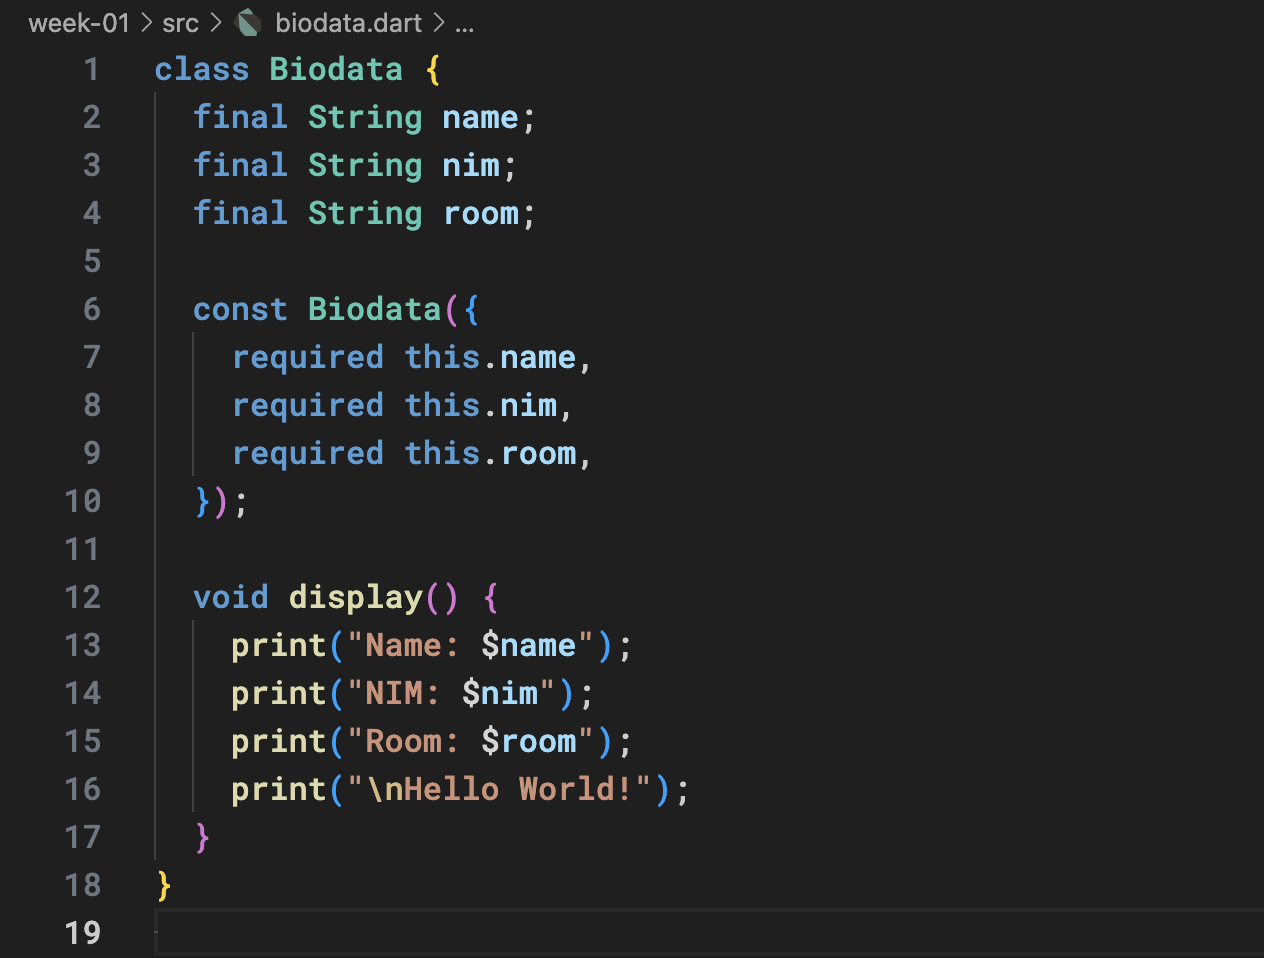 week-01 > src > biodata.dart > ...
1 class Biodata {
2   final String name;
3   final String nim;
4   final String room;
5
6   const Biodata({
7     required this.name,
8     required this.nim,
9     required this.room,
10   });
11
12   void display() {
13     print("Name: $name");
14     print("NIM: $nim");
15     print("Room: $room");
16     print("\nHello World!");
17   }
18 }
19